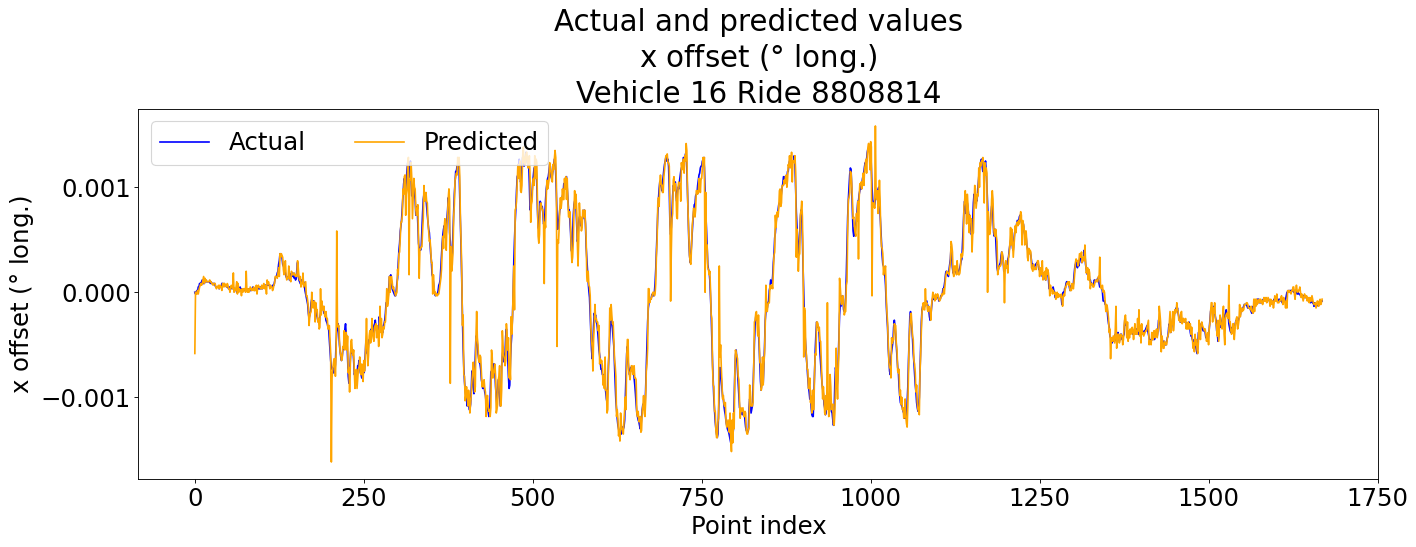 Actual and predicted values
x offset (° long.)
Vehicle 16 Ride 8808814
Actual Predicted
x offset (° long.)
0.001
0.000
−0.001
0 250 500 750 1000 1250 1500 1750
Point index